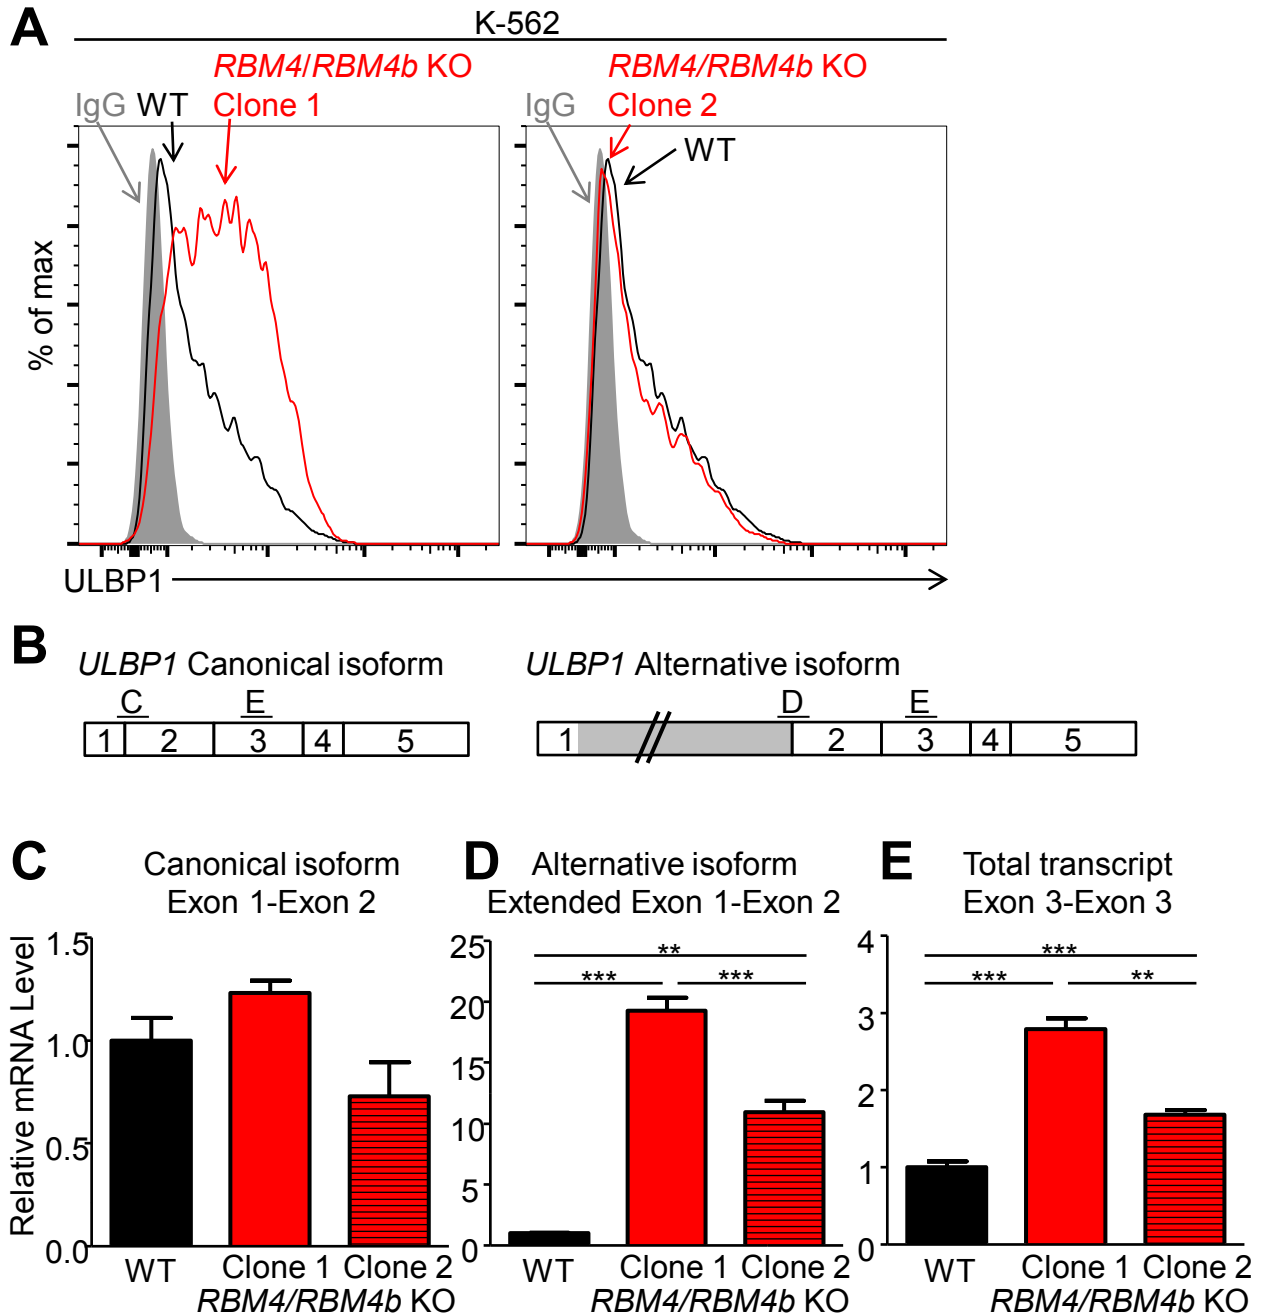 A
K-562
RBM4/RBM4b KO
RBM4/RBM4b KO
IgG WT Clone 1
IgG Clone 2
WT
% of max
ULBP1
B
ULBP1 Canonical isoform
ULBP1 Alternative isoform
C E
D E
1 2 3 4 5
1 2 3 4 5
C
Canonical isoform
Exon 1-Exon 2
Relative mRNA Level
1.5
1.0
0.5
0.0
WT Clone 1 Clone 2
RBM4/RBM4b KO
D
Alternative isoform
Extended Exon 1-Exon 2
25
20
15
10
5
0
**
*** ***
WT Clone 1 Clone 2
RBM4/RBM4b KO
E
Total transcript
Exon 3-Exon 3
4
3
2
1
0
***
*** **
WT Clone 1 Clone 2
RBM4/RBM4b KO